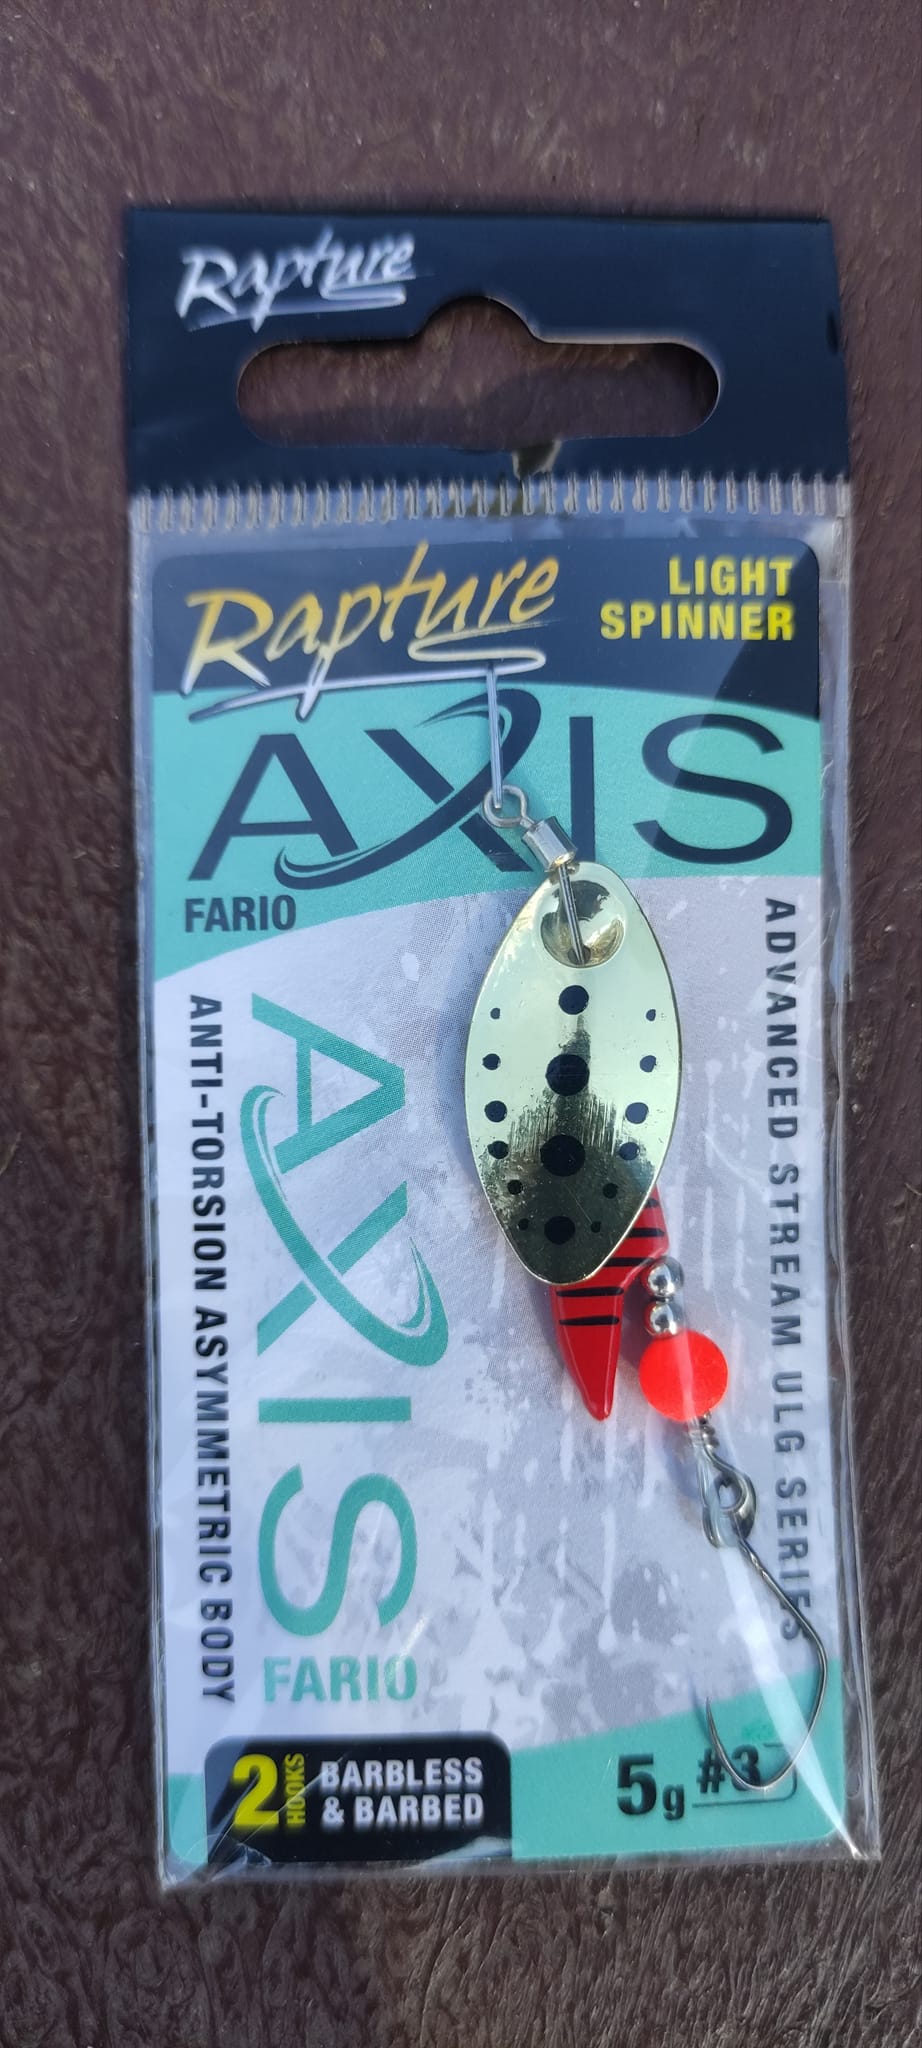 Rapture
Rapture
LIGHT
SPINNER
AXIS
FARIO
ADVANCED STREAM ULG SERIES
ANTI-TORSION ASYMMETRIC BODY
AXIS
FARIO
2 HOOKS
BARBLESS
& BARBED
5g #3